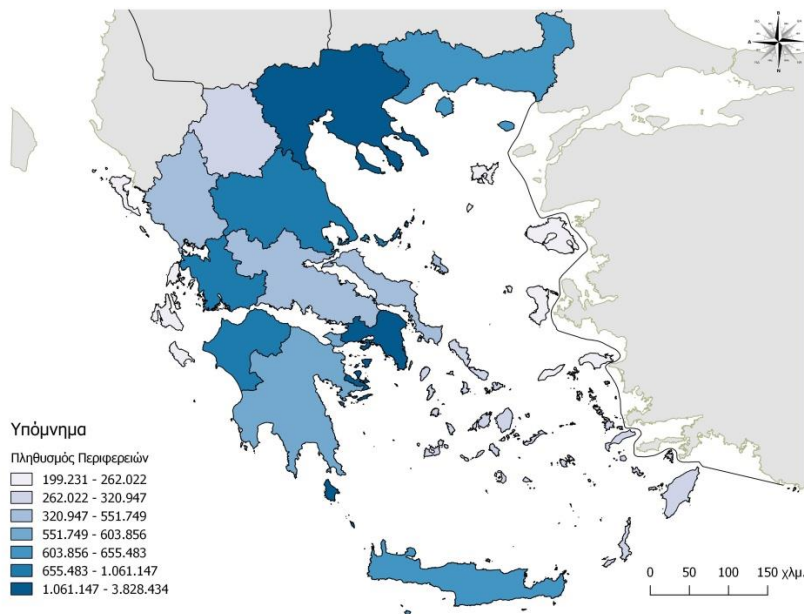 Β
Α
Ν
Υπόμνημα
Πληθυσμός Περιφερειών
199.231 - 262.022
262.022 - 320.947
320.947 - 551.749
551.749 - 603.856
603.856 - 655.483
655.483 - 1.061.147
1.061.147 - 3.828.434
0 50 100 150 χλμ.